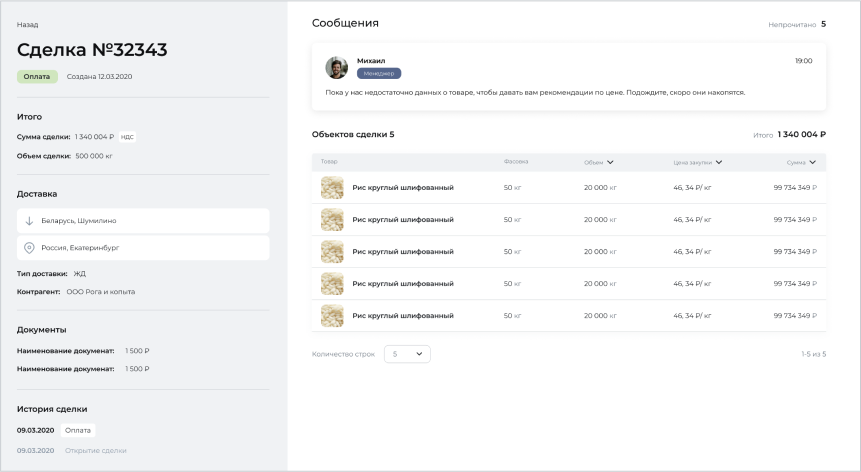 Назад
Сделка №32343
Оплата Создана 12.03.2020
Итого
Сумма сделки: 1 340 004 ₽ НДС
Объем сделки: 500 000 кг
Доставка
Беларусь, Шумилино
Россия, Екатеринбург
Тип доставки: ЖД
Контрагент: ООО Рога и копыта
Документы
Наименование документ: 1 500 ₽
Наименование документ: 1 500 ₽
История сделки
09.03.2020 Оплата
09.03.2020 Открытие сделки
Сообщения Непрочитано 5
Михаил 19:00
Менеджер
Пока у нас недостаточно данных о товаре, чтобы давать вам рекомендации по цене. Подождите, скоро они накопятся.
Объектов сделки 5 Итого 1 340 004 ₽
Товар Фасовка Объем Цена закупки Сумма
Рис круглый шлифованный 50 кг 20 000 кг 46, 34 ₽/ кг 99 734 349 ₽
Рис круглый шлифованный 50 кг 20 000 кг 46, 34 ₽/ кг 99 734 349 ₽
Рис круглый шлифованный 50 кг 20 000 кг 46, 34 ₽/ кг 99 734 349 ₽
Рис круглый шлифованный 50 кг 20 000 кг 46, 34 ₽/ кг 99 734 349 ₽
Рис круглый шлифованный 50 кг 20 000 кг 46, 34 ₽/ кг 99 734 349 ₽
Количество строк 5 1-5 из 5